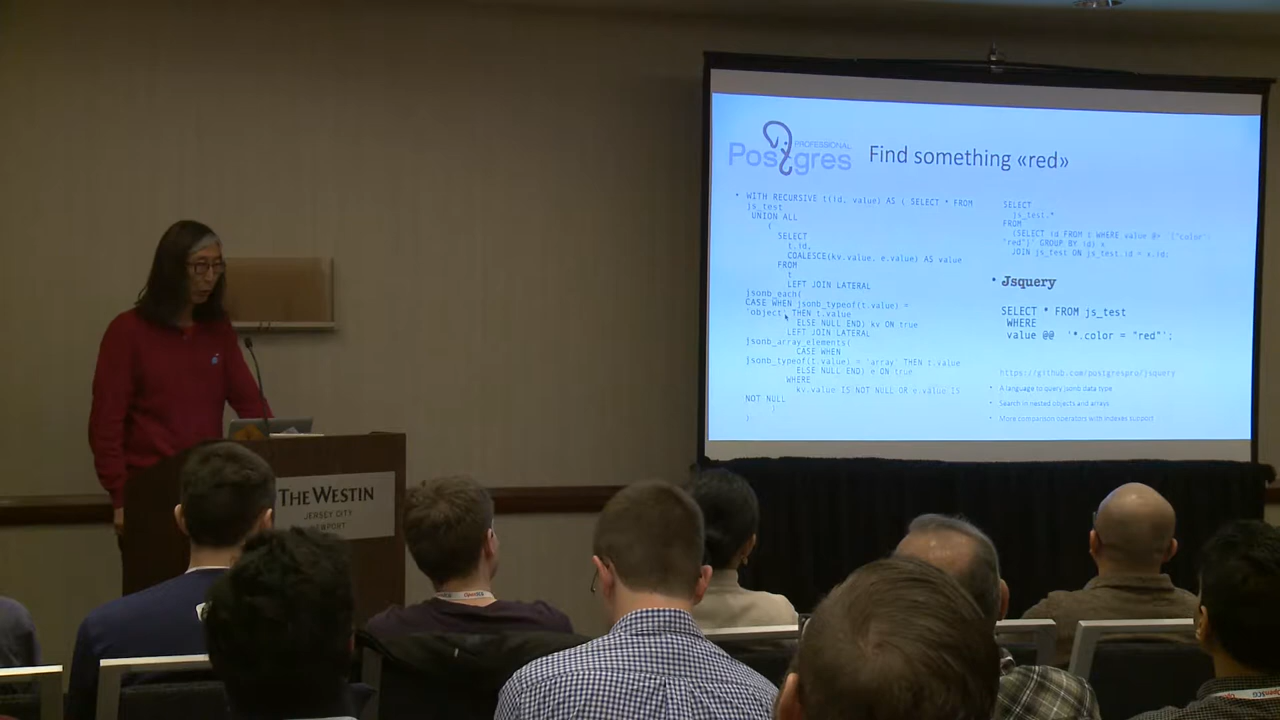 PROFESSIONAL
Postgres
Find something «red»
• WITH RECURSIVE t(id, value) AS ( SELECT * FROM
js_test
UNION ALL
(
SELECT
t.id,
COALESCE(kv.value, e.value) AS value
FROM
t
LEFT JOIN LATERAL
jsonb_each(
CASE WHEN jsonb_typeof(t.value) =
'object' THEN t.value
ELSE NULL END) kv ON true
LEFT JOIN LATERAL
jsonb_array_elements(
CASE WHEN
jsonb_typeof(t.value) = 'array' THEN t.value
ELSE NULL END) e ON true
WHERE
kv.value IS NOT NULL OR e.value IS
NOT NULL
)
)
SELECT
js_test.*
FROM
(SELECT id FROM t WHERE value @> '{"color":
"red"}' GROUP BY id) x
JOIN js_test ON js_test.id = x.id;
• Jsquery
SELECT * FROM js_test
WHERE
value @@ '*.color = "red"';
https://github.com/postgrespro/jsquery
• A language to query jsonb data type
• Search in nested objects and arrays
• More comparison operators with indexes support
THE WESTIN
JERSEY CITY
NEWPORT
OpenSCG
OpenSCG